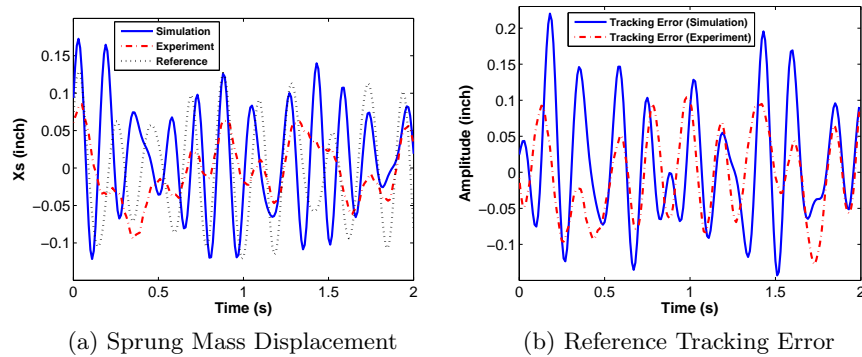 Simulation
Experiment
Reference
0.15
0.1
0.05
0
−0.05
−0.1
Xs (inch)
0
0.5
1
1.5
2
Time (s)
(a) Sprung Mass Displacement
Tracking Error (Simulation)
Tracking Error (Experiment)
0.2
0.15
0.1
0.05
0
−0.05
−0.1
Amplitude (inch)
0
0.5
1
1.5
2
Time (s)
(b) Reference Tracking Error